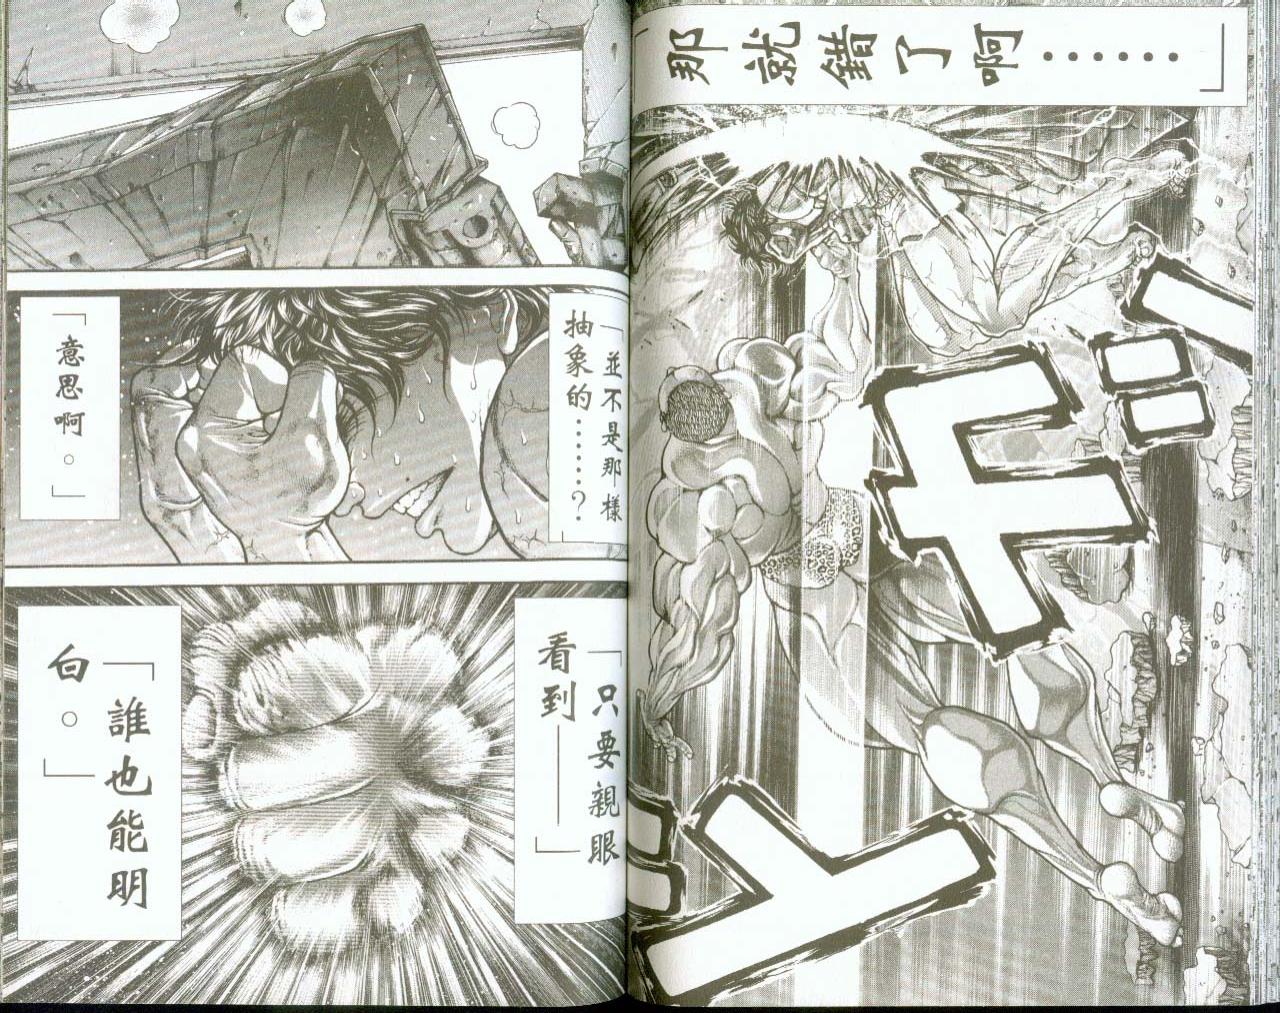 那就錯了啊……」
ド
「並不是那樣
抽象的……？」
「意思啊。」
「只要親眼
看到──」
「誰也能明
白。」